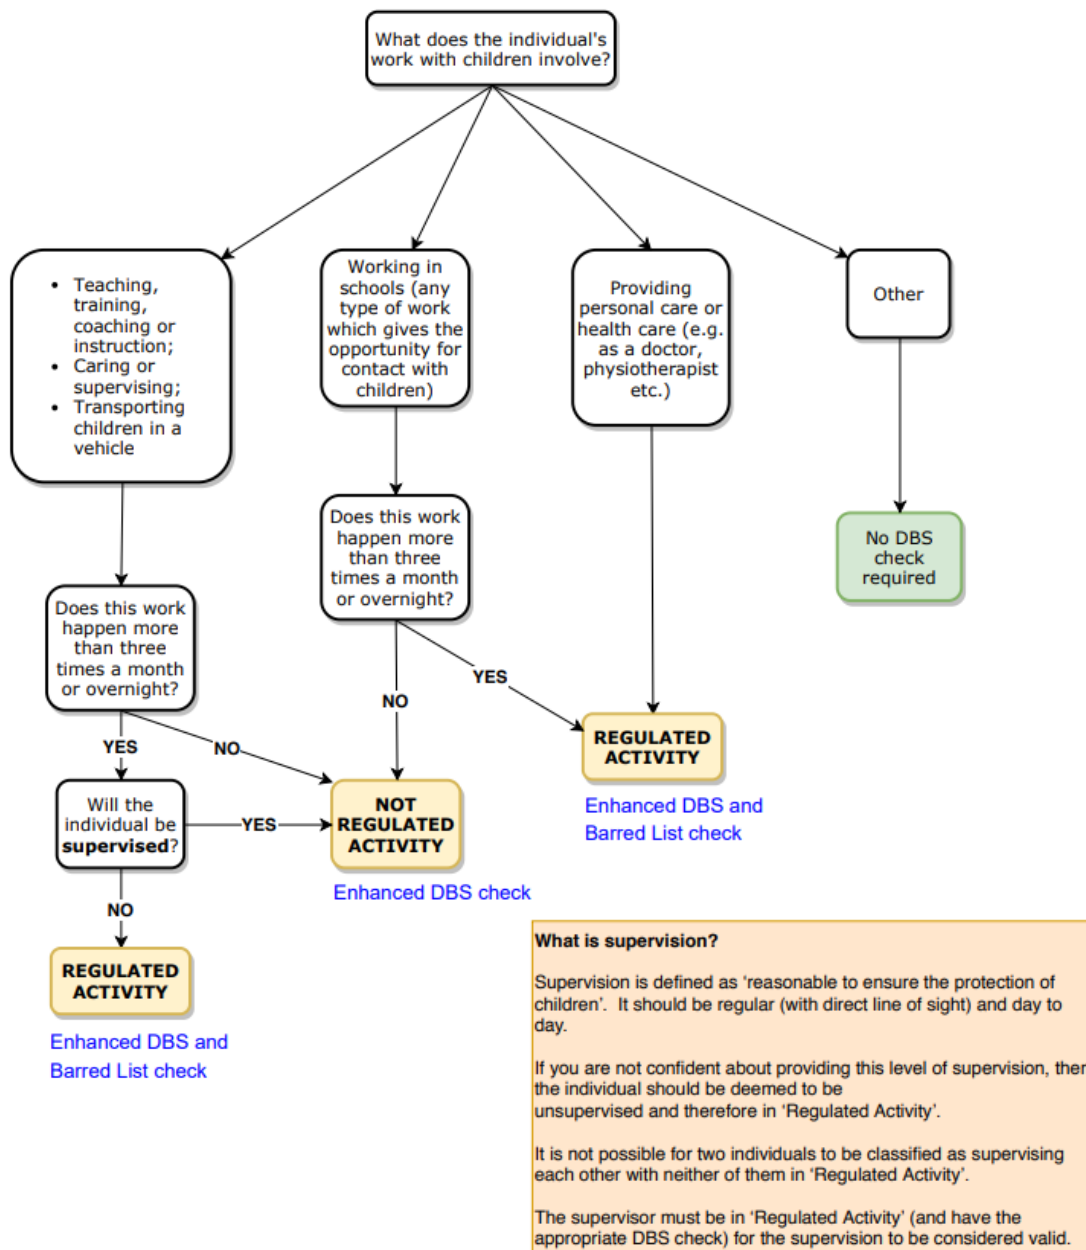 What does the individual's
work with children involve?
• Teaching,
training,
coaching or
instruction;
• Caring or
supervising;
• Transporting
children in a
vehicle
Working in
schools (any
type of work
which gives the
opportunity for
contact with
children)
Providing
personal care or
health care (e.g.
as a doctor,
physiotherapist
etc.)
Other
Does this work
happen more
than three
times a month
or overnight?
No DBS
check
required
Does this work
happen more
than three
times a month
or overnight?
YES
NO
YES
NO
REGULATED
ACTIVITY
Enhanced DBS and
Barred List check
Will the
individual be
supervised?
YES
NOT
REGULATED
ACTIVITY
Enhanced DBS check
NO
REGULATED
ACTIVITY
Enhanced DBS and
Barred List check
What is supervision?
Supervision is defined as ‘reasonable to ensure the protection of
children’. It should be regular (with direct line of sight) and day to
day.
If you are not confident about providing this level of supervision, then
the individual should be deemed to be
unsupervised and therefore in ‘Regulated Activity’.
It is not possible for two individuals to be classified as supervising
each other with neither of them in ‘Regulated Activity’.
The supervisor must be in ‘Regulated Activity’ (and have the
appropriate DBS check) for the supervision to be considered valid.